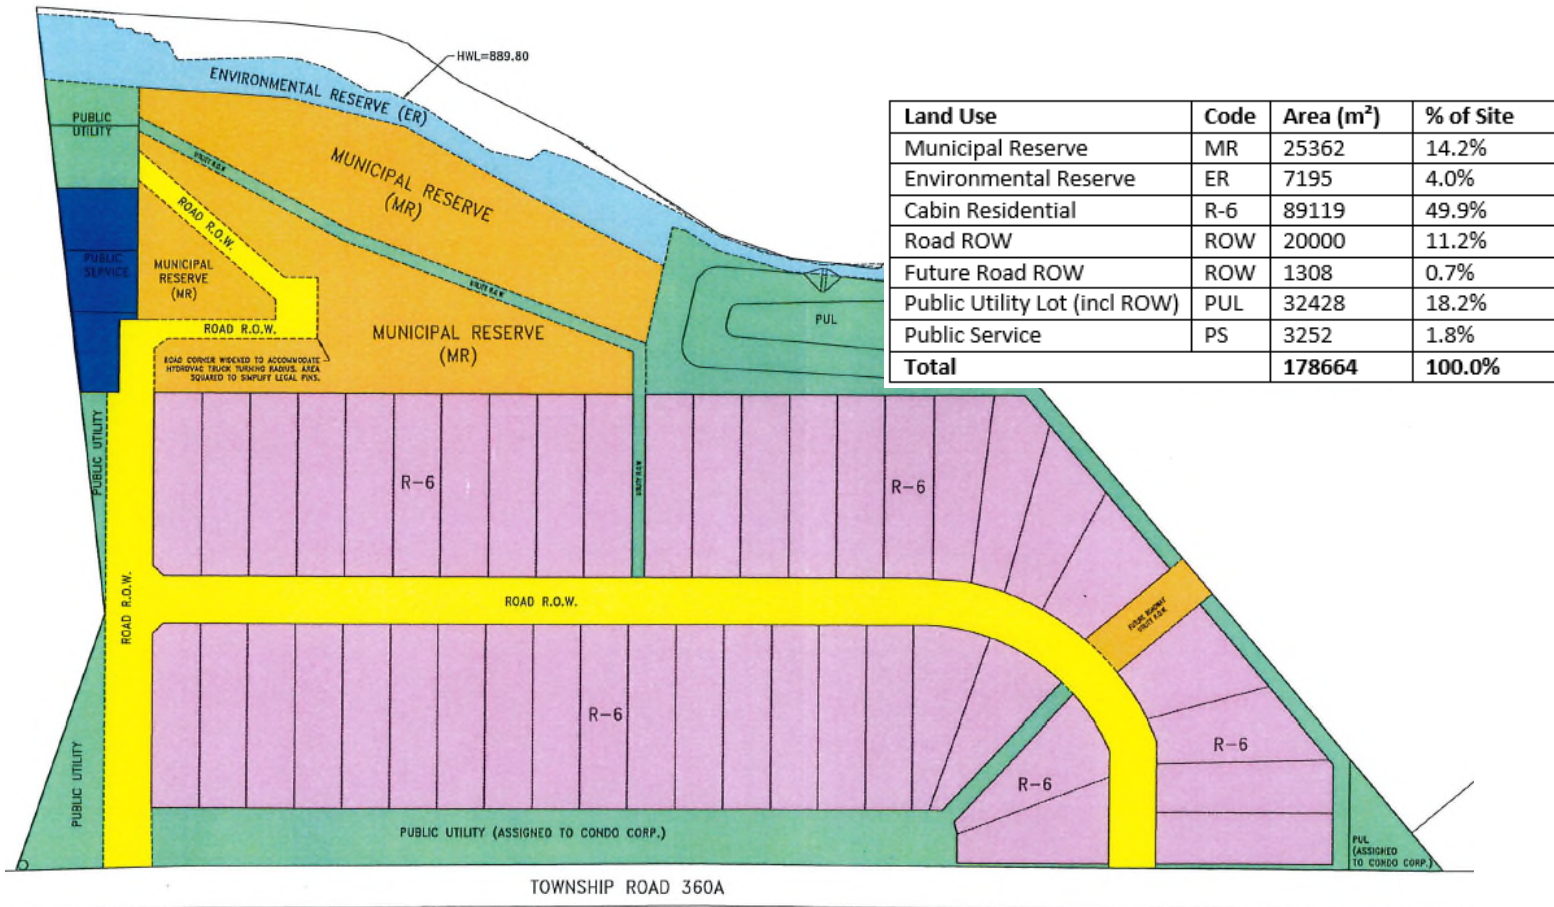 HWL=889.80
ENVIRONMENTAL RESERVE (ER)
PUBLIC
UTILITY
UTILITY R.O.W.
MUNICIPAL RESERVE
(MR)
ROAD R.O.W.
PUBLIC
SERVICE
MUNICIPAL
RESERVE
(MR)
UTILITY R.O.W.
PUL
ROAD R.O.W.
MUNICIPAL RESERVE
(MR)
ROAD CORNER WIDENED TO ACCOMMODATE
HYDROVAC TRUCK TURNING RADIUS. AREA
SQUARED TO SIMPLIFY LEGAL PINS.
Land Use Code Area (m²) % of Site
Municipal Reserve MR 25362 14.2%
Environmental Reserve ER 7195 4.0%
Cabin Residential R-6 89119 49.9%
Road ROW ROW 20000 11.2%
Future Road ROW ROW 1308 0.7%
Public Utility Lot (incl ROW) PUL 32428 18.2%
Public Service PS 3252 1.8%
Total 178664 100.0%
PUBLIC UTILITY
R-6
UTILITY R.O.W.
R-6
ROAD R.O.W.
ROAD R.O.W.
FUTURE ROADWAY
UTILITY R.O.W.
R-6
R-6
R-6
PUBLIC UTILITY
PUBLIC UTILITY (ASSIGNED TO CONDO CORP.)
PUL
(ASSIGNED
TO CONDO CORP.)
TOWNSHIP ROAD 360A